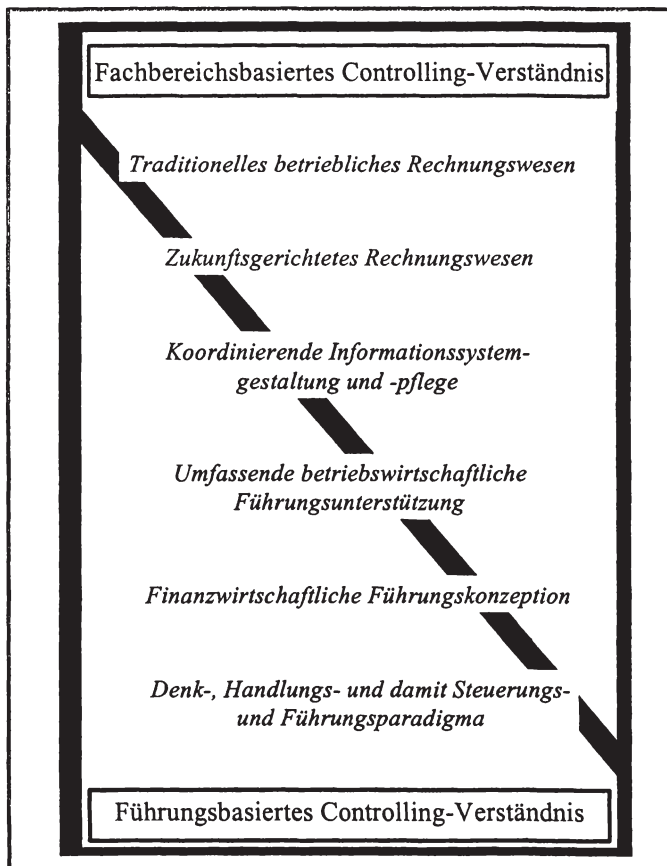 Fachbereichsbasiertes Controlling-Verständnis
Traditionelles betriebliches Rechnungswesen
Zukunftsgerichtetes Rechnungswesen
Koordinierende Informationssystem-
gestaltung und -pflege
Umfassende betriebswirtschaftliche
Führungsunterstützung
Finanzwirtschaftliche Führungskonzeption
Denk-, Handlungs- und damit Steuerungs-
und Führungsparadigma
Führungsbasiertes Controlling-Verständnis